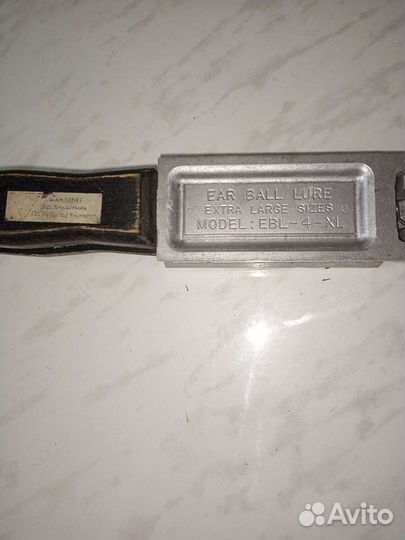 WARNING
EAR BALL LURE
EXTRA LARGE SIZES
MODEL: EBL-4-XL
Avito